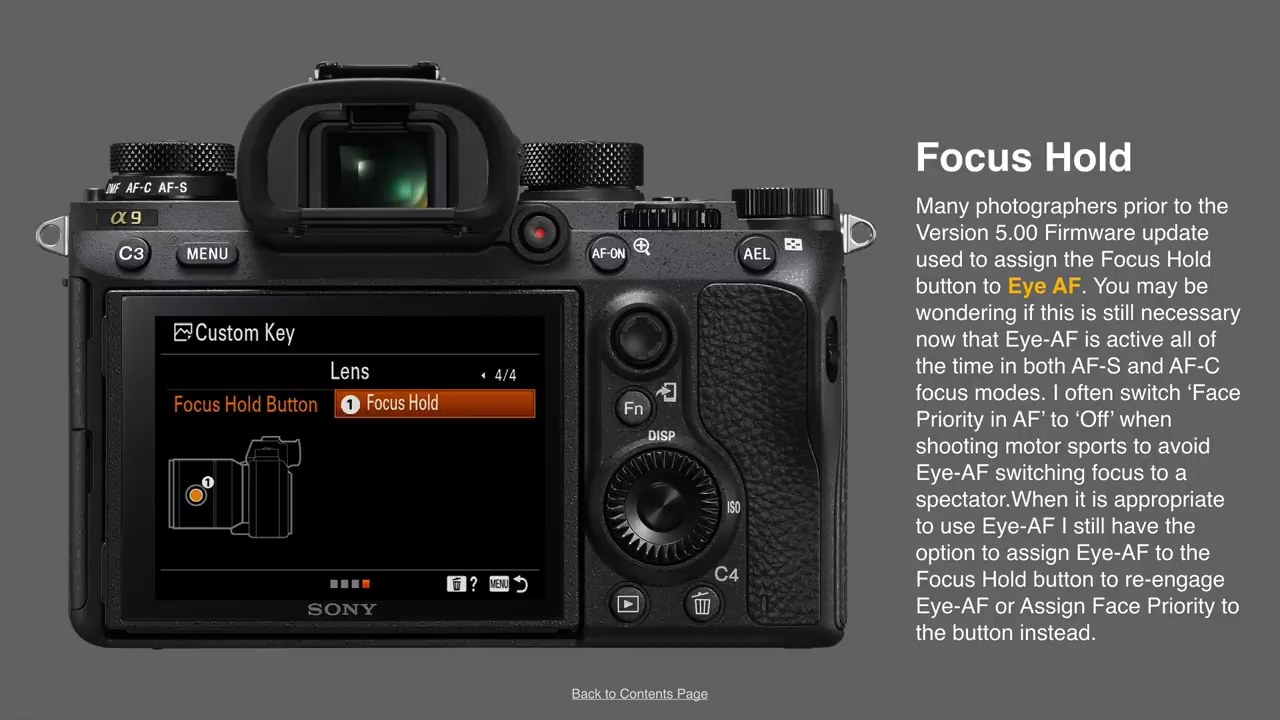 Focus Hold
Many photographers prior to the
Version 5.00 Firmware update
used to assign the Focus Hold
button to Eye AF. You may be
wondering if this is still necessary
now that Eye-AF is active all of
the time in both AF-S and AF-C
focus modes. I often switch ‘Face
Priority in AF’ to ‘Off’ when
shooting motor sports to avoid
Eye-AF switching focus to a
spectator.When it is appropriate
to use Eye-AF I still have the
option to assign Eye-AF to the
Focus Hold button to re-engage
Eye-AF or Assign Face Priority to
the button instead.
AF-C AF-S
α9
C3 MENU
AF-ON
AEL
Custom Key
Lens
4/4
Focus Hold Button
1 Focus Hold
1
MENU
?
SONY
Fn
DISP
ISO
C4
Back to Contents Page